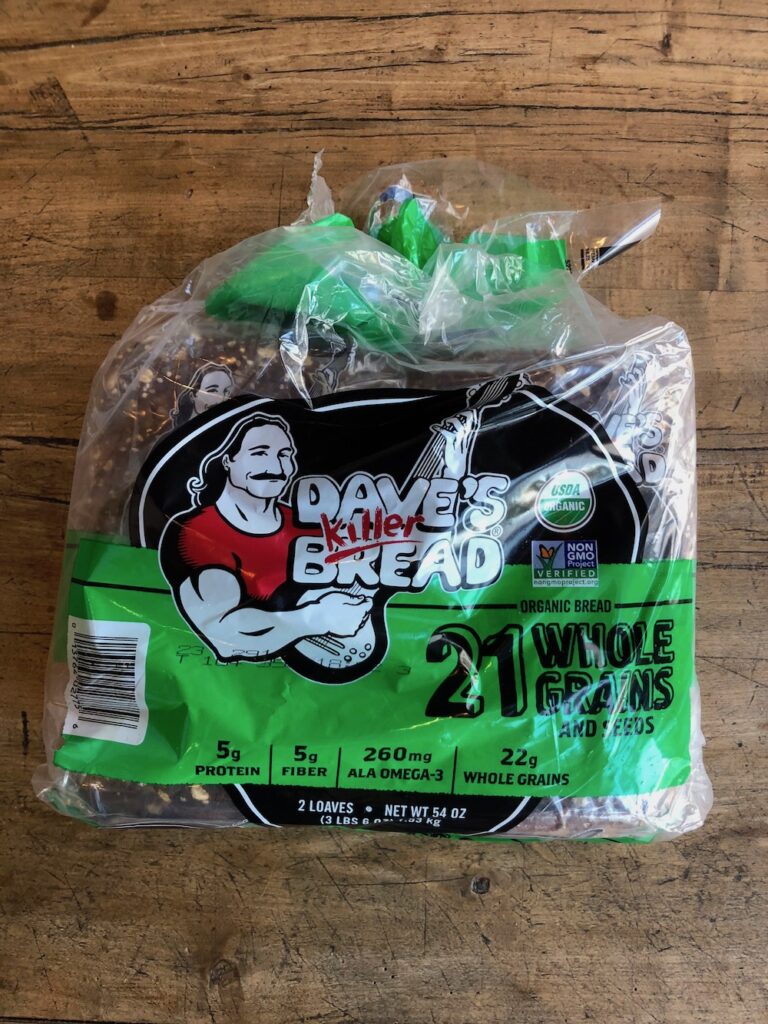 DAVE'S
Killer
BREAD®
USDA
ORGANIC
NON
GMO
Project
VERIFIED
nongmoproject.org
ORGANIC BREAD
21 WHOLE
GRAINS
AND SEEDS
5g
PROTEIN
5g
FIBER
260mg
ALA OMEGA-3
22g
WHOLE GRAINS
2 LOAVES • NET WT 54 OZ